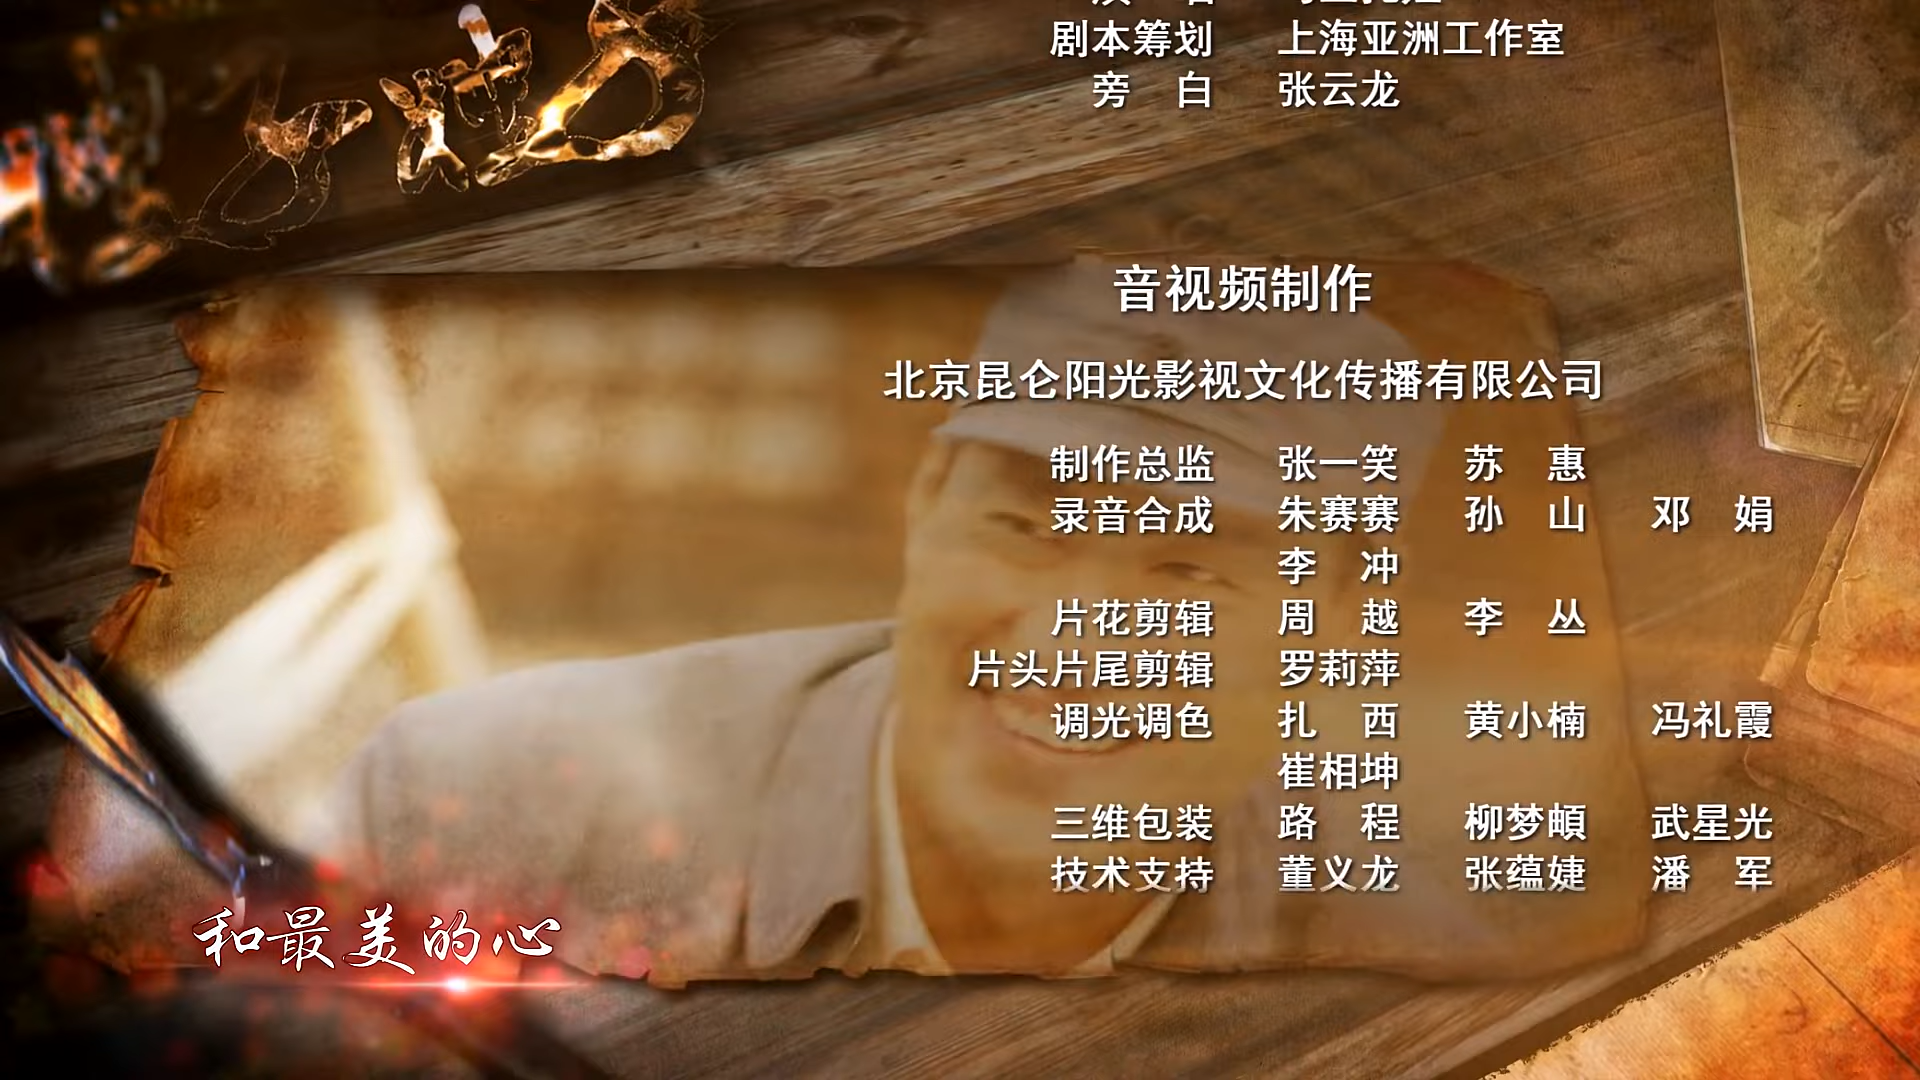 剧本筹划 上海亚洲工作室
旁 白 张云龙
音视频制作
北京昆仑阳光影视文化传播有限公司
制作总监 张一笑 苏 惠
录音合成 朱赛赛 孙 山 邓 娟
李 冲
片花剪辑 周 越 李 丛
片头片尾剪辑 罗莉萍
调光调色 扎 西 黄小楠 冯礼霞
崔相坤
三维包装 路 程 柳梦頔 武星光
技术支持 董义龙 张蕴婕 潘 军
和最美的心